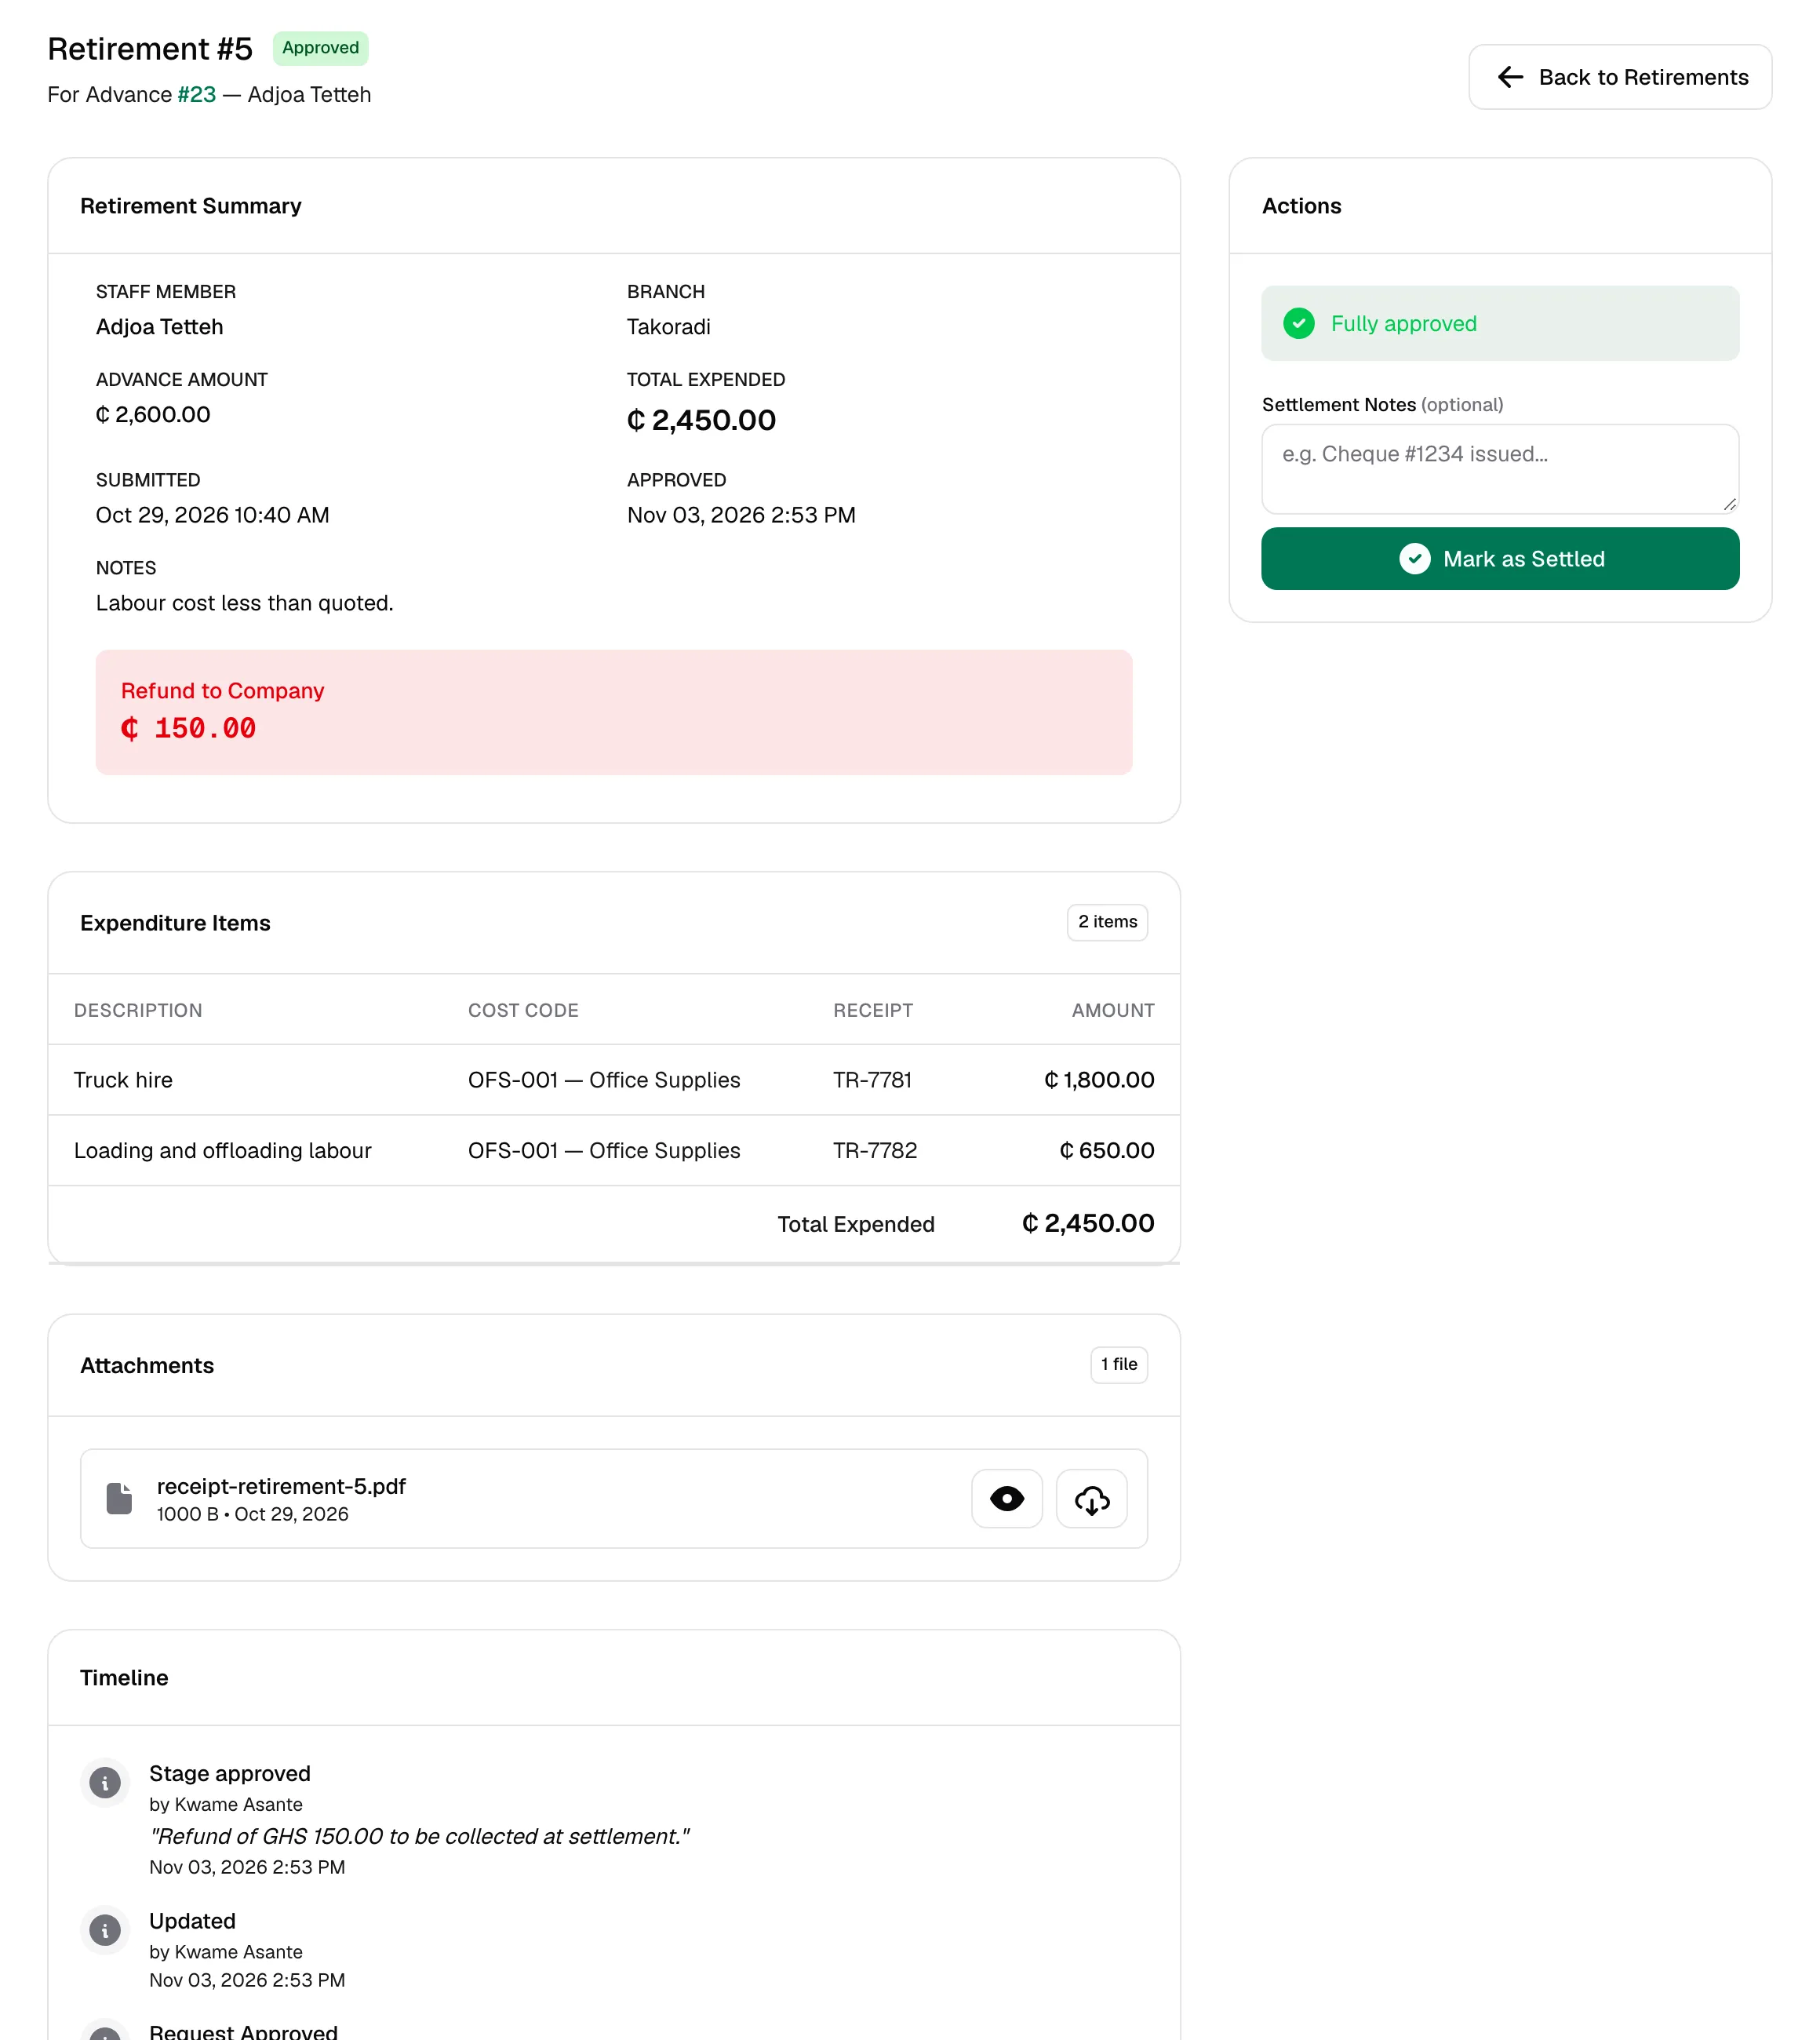 Retirement #5 Approved
For Advance #23 — Adjoa Tetteh
Back to Retirements
Retirement Summary
STAFF MEMBER
Adjoa Tetteh
BRANCH
Takoradi
ADVANCE AMOUNT
₵ 2,600.00
TOTAL EXPENDED
₵ 2,450.00
SUBMITTED
Oct 29, 2026 10:40 AM
APPROVED
Nov 03, 2026 2:53 PM
NOTES
Labour cost less than quoted.
Refund to Company
₵ 150.00
Actions
Fully approved
Settlement Notes (optional)
e.g. Cheque #1234 issued...
Mark as Settled
Expenditure Items
2 items
DESCRIPTION COST CODE RECEIPT AMOUNT
Truck hire OFS-001 — Office Supplies TR-7781 ₵ 1,800.00
Loading and offloading labour OFS-001 — Office Supplies TR-7782 ₵ 650.00
Total Expended ₵ 2,450.00
Attachments
1 file
receipt-retirement-5.pdf
1000 B • Oct 29, 2026
Timeline
Stage approved
by Kwame Asante
"Refund of GHS 150.00 to be collected at settlement."
Nov 03, 2026 2:53 PM
Updated
by Kwame Asante
Nov 03, 2026 2:53 PM
Request Approved